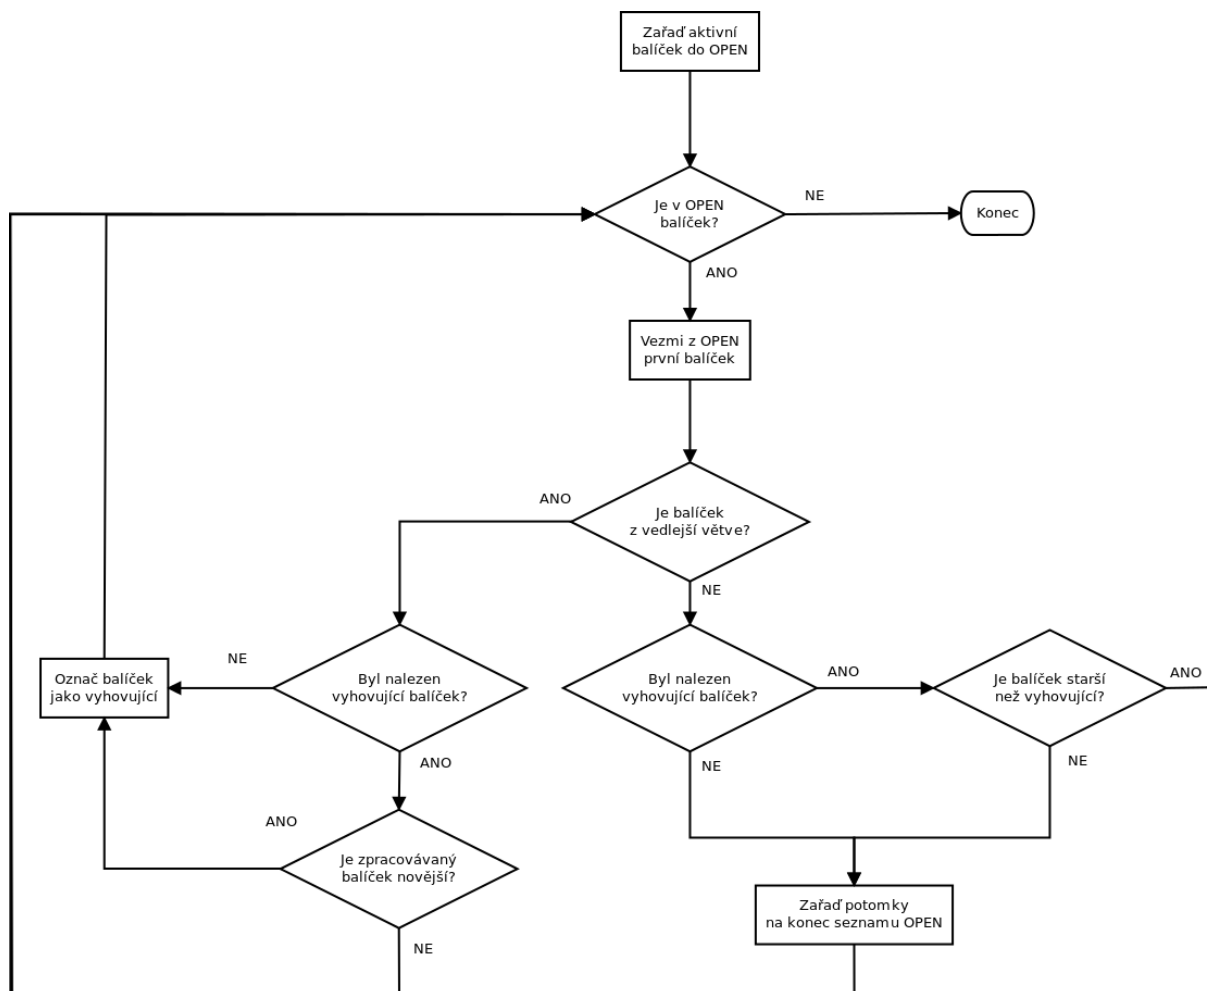 Zařaď aktivní
balíček do OPEN
Je v OPEN
balíček?
NE
Konec
ANO
Vezmi z OPEN
první balíček
ANO
Je balíček
z vedlejší větve?
NE
Označ balíček
jako vyhovující
NE
Byl nalezen
vyhovující balíček?
Byl nalezen
vyhovující balíček?
ANO
Je balíček starší
než vyhovující?
ANO
ANO
NE
NE
ANO
Je zpracovávaný
balíček novější?
NE
Zařaď potomky
na konec seznamu OPEN